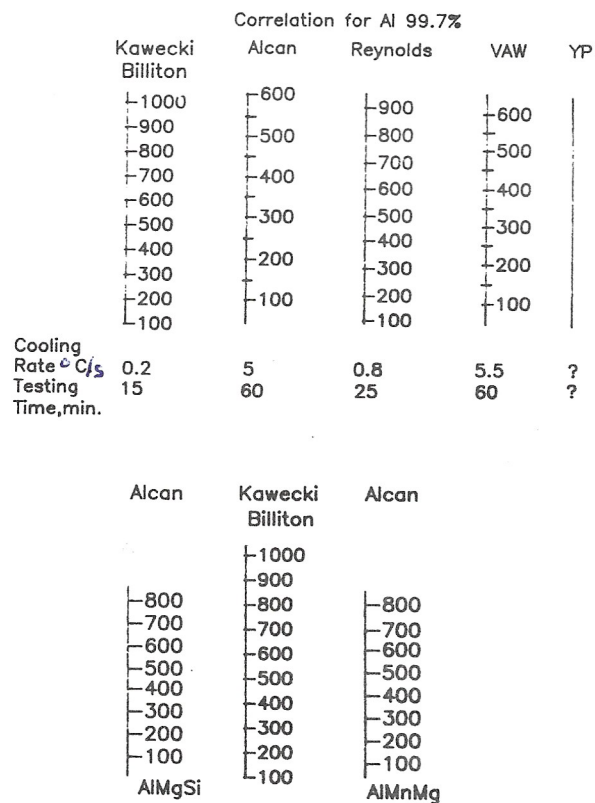 Correlation for Al 99.7%
Kawecki Billiton Alcan Reynolds VAW YP
1000 600 900 600
900 500 800 500
800 400 700 400
700 300 600 300
600 200 500 200
500 100 400 100
400 300
300 200
200 100
100
Cooling
Rate °C/s 0.2 5 0.8 5.5 ?
Testing 15 60 25 60 ?
Time,min.
Alcan Kawecki Billiton Alcan
800 1000 800
700 900 700
600 800 600
500 700 500
400 600 400
300 500 300
200 400 200
100 300 100
200
100
AlMgSi AlMnMg